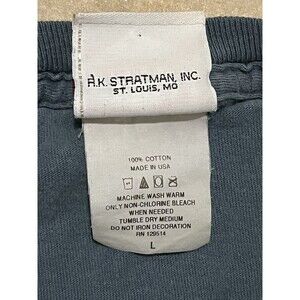 R.K. STRATMAN, INC.
ST. LOUIS, MO
100% COTTON
MADE IN USA
MACHINE WASH WARM
ONLY NON-CHLORINE BLEACH
WHEN NEEDED
TUMBLE DRY MEDIUM
DO NOT IRON DECORATION
RN 129514
L